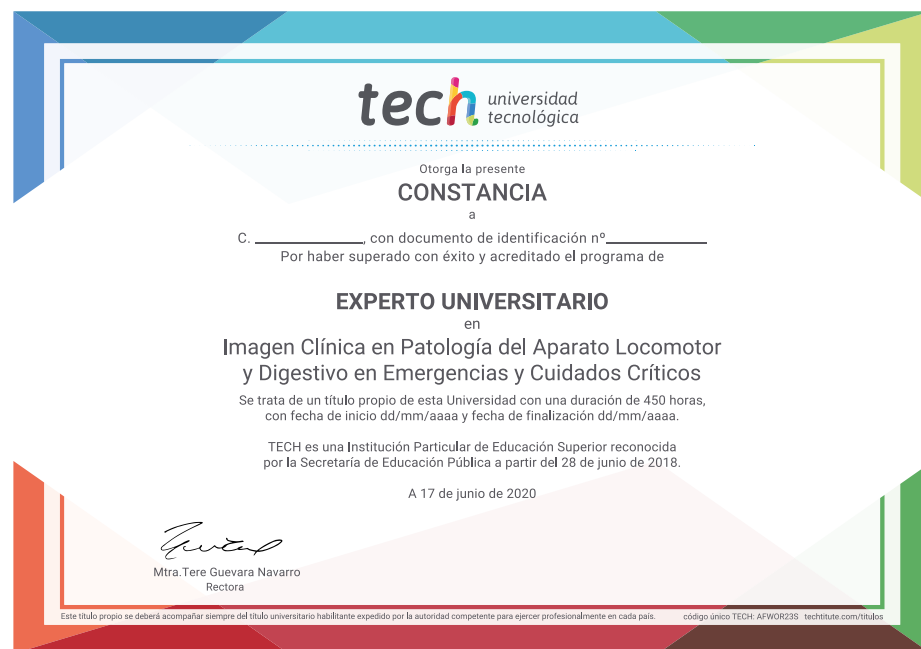 tech universidad
tecnológica
Otorga la presente
CONSTANCIA
a
C. ____________, con documento de identificación nº____________
Por haber superado con éxito y acreditado el programa de
EXPERTO UNIVERSITARIO
en
Imagen Clínica en Patología del Aparato Locomotor
y Digestivo en Emergencias y Cuidados Críticos
Se trata de un título propio de esta Universidad con una duración de 450 horas,
con fecha de inicio dd/mm/aaaa y fecha de finalización dd/mm/aaaa.
TECH es una Institución Particular de Educación Superior reconocida
por la Secretaría de Educación Pública a partir del 28 de junio de 2018.
A 17 de junio de 2020
Mtra.Tere Guevara Navarro
Rectora
Este título propio se deberá acompañar siempre del título universitario habilitante expedido por la autoridad competente para ejercer profesionalmente en cada país. código único TECH: AFWOR23S techtitute.com/titulos